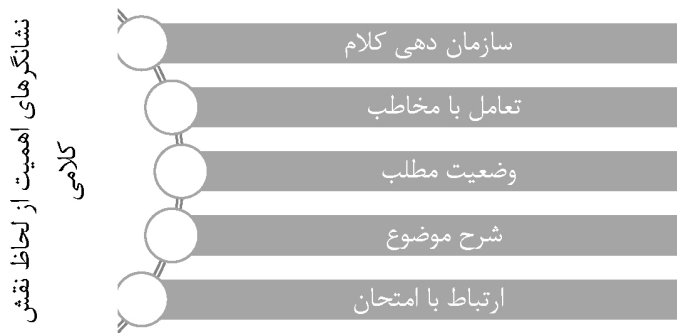 نشانگرهای اهمیت از لحاظ نقش
کلامی
سازمان دهی کلام
تعامل با مخاطب
وضعیت مطلب
شرح موضوع
ارتباط با امتحان